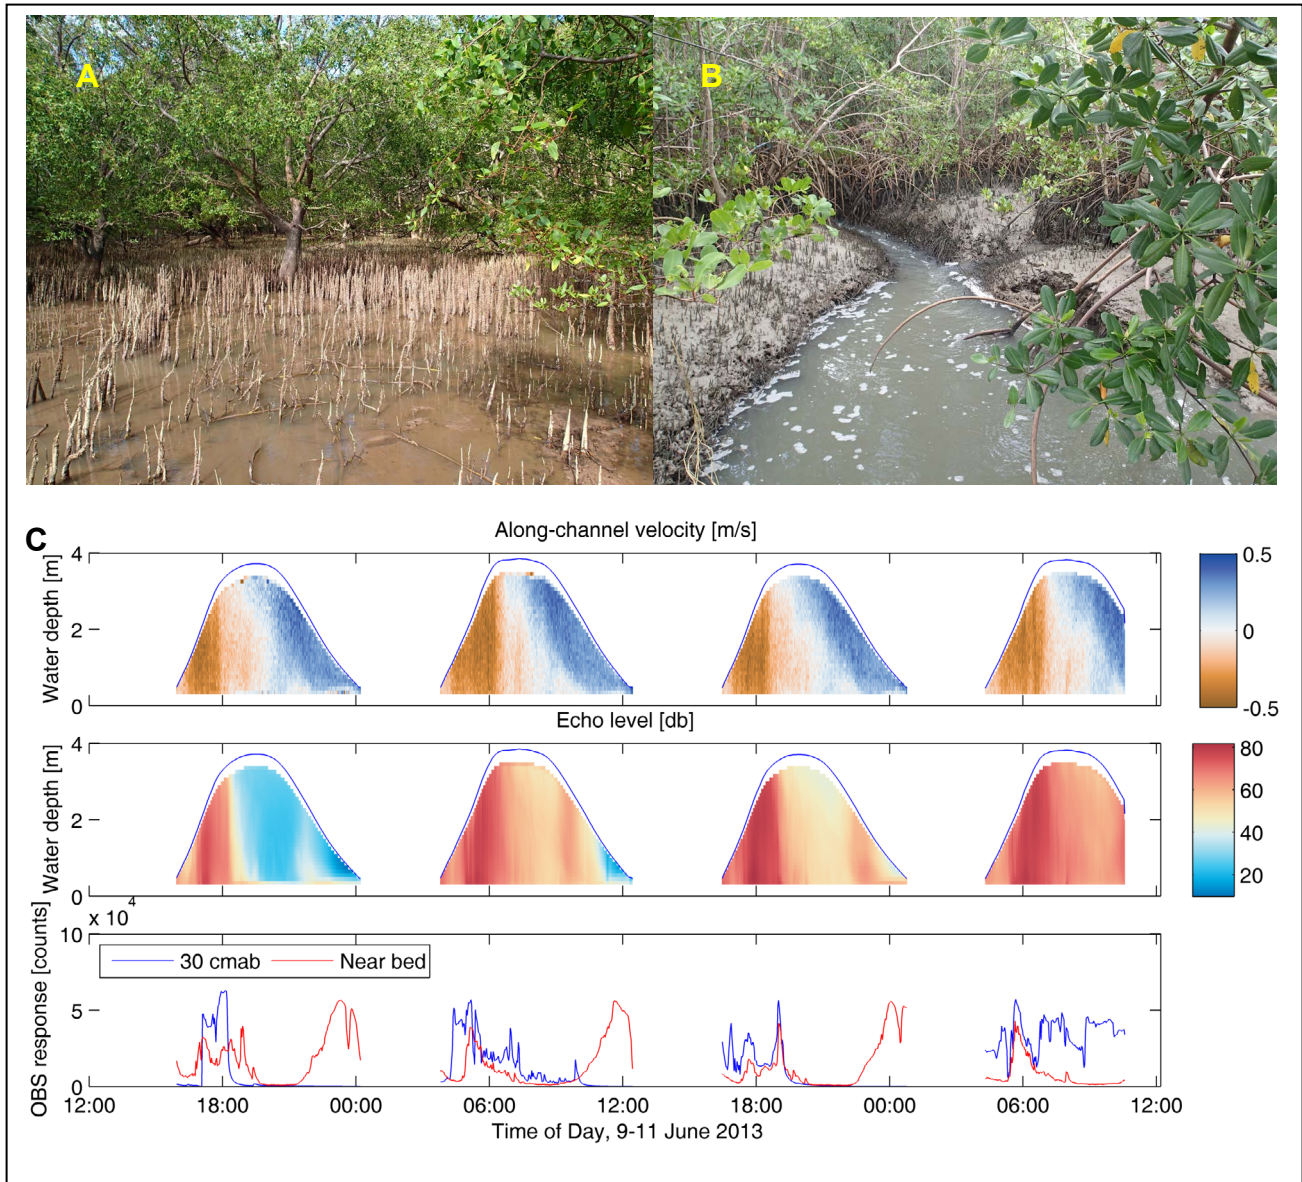 A
B
C
Along-channel velocity [m/s]
Water depth [m]
4
2
0
0.5
0
-0.5
Echo level [db]
Water depth [m]
4
2
0
80
60
40
20
x 10^4
OBS response [counts]
10
5
0
30 cmab
Near bed
12:00 18:00 00:00 06:00 12:00 18:00 00:00 06:00 12:00
Time of Day, 9-11 June 2013